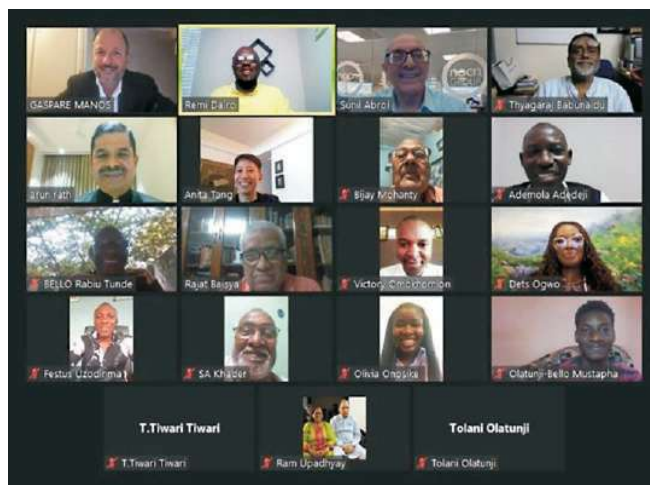 GASPARE MANOS
Remi Dairo
Sunil Abrol
Thyagaraj Babunaidu
arun rath
Anita Tang
Bijay Mohanty
Ademola Adedeji
BELLO Rabiu Tunde
Rajat Baisya
Victory Omokhomion
Dets Ogwo
Festus Uzodinma
SA Khader
Olivia Onosike
Olatunji-Bello Mustapha
T.Tiwari Tiwari
Tolani Olatunji
T.Tiwari Tiwari
Ram Upadhyay
Tolani Olatunji